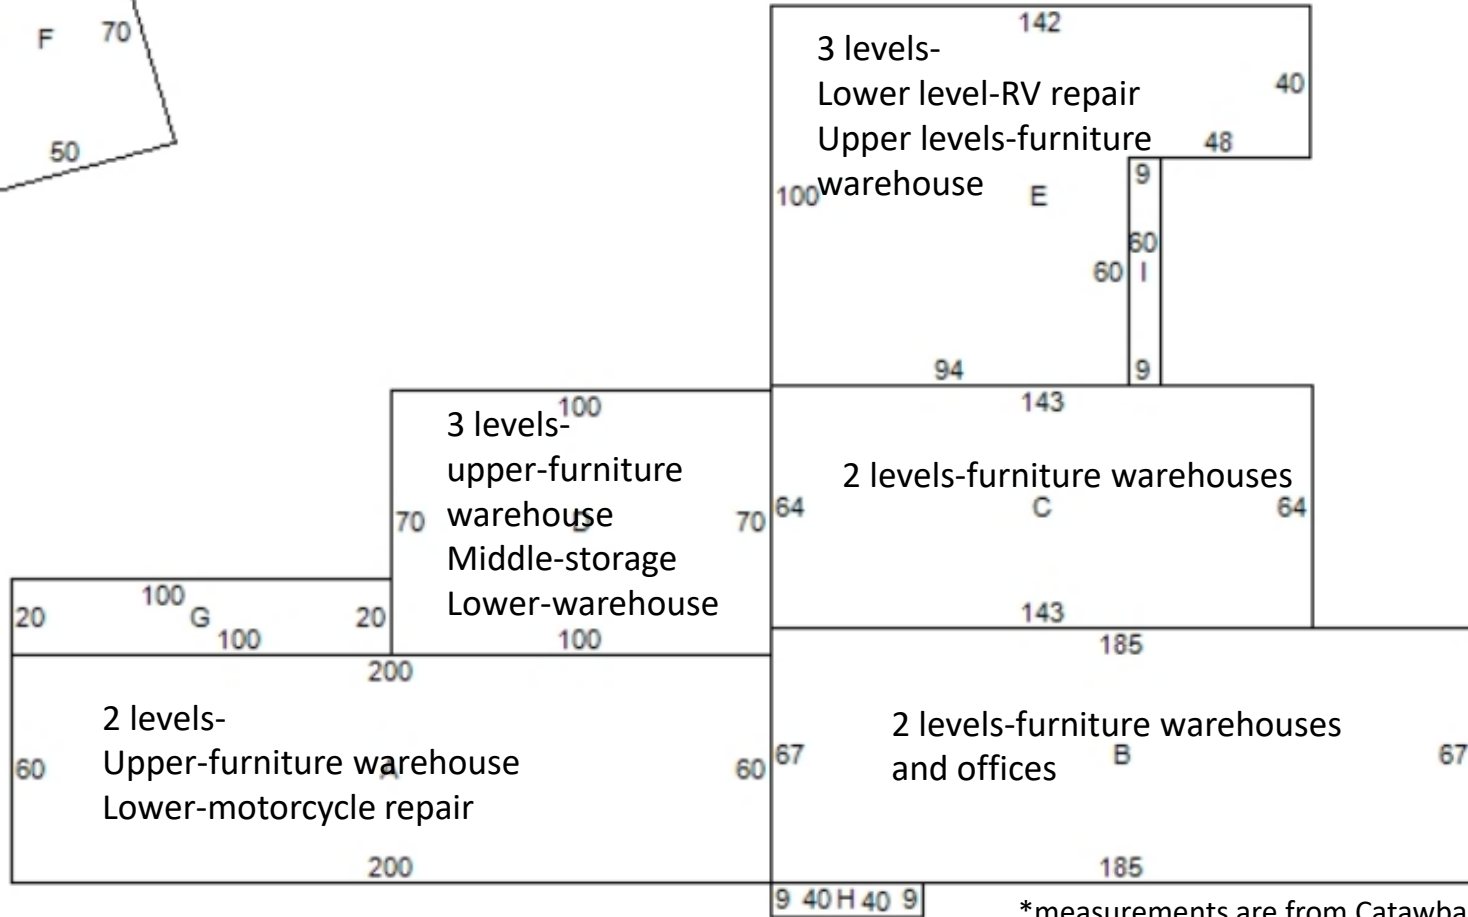 F 70
50
142
3 levels-
Lower level-RV repair
40
Upper levels-furniture
48
warehouse
100
E
9
60
60 I
94
9
100
3 levels-
upper-furniture
warehouse
70
D
70
Middle-storage
Lower-warehouse
100
143
2 levels-furniture warehouses
64
C
64
143
100
20
G
20
100
200
2 levels-
Upper-furniture warehouse
60
A
60
Lower-motorcycle repair
200
185
2 levels-furniture warehouses
67
and offices
B
67
185
9 40 H 40 9
*measurements are from Catawba